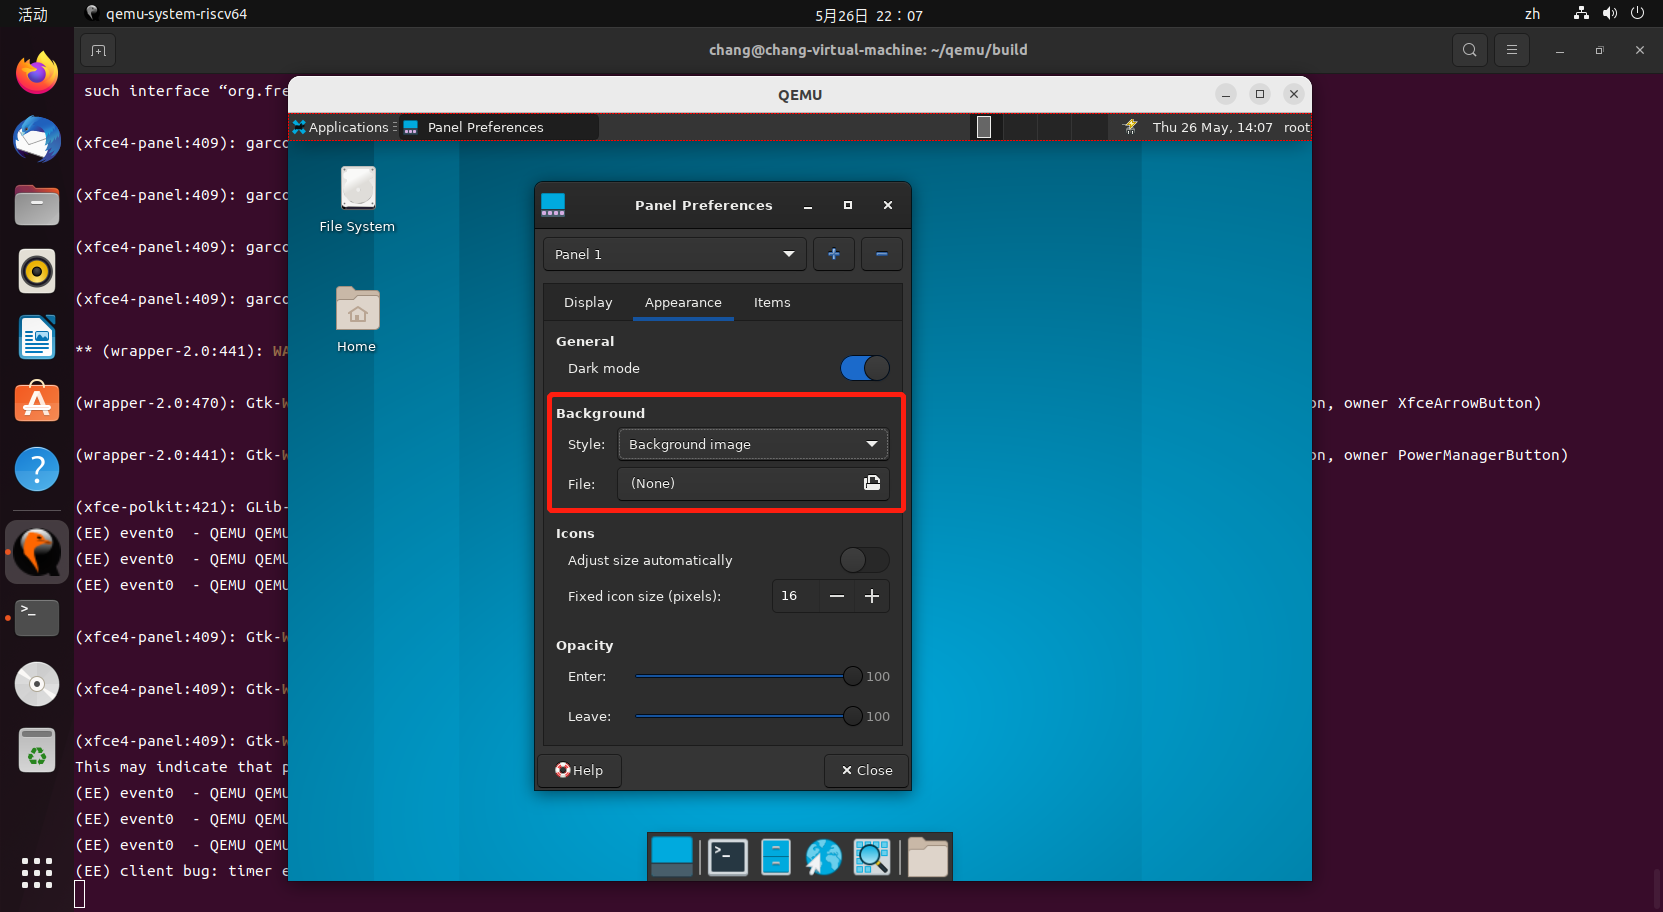 活动
qemu-system-riscv64
5月26日 22：07
zh
chang@chang-virtual-machine: ~/qemu/build
such interface “org.fre
QEMU
Applications
Panel Preferences
Thu 26 May, 14:07 root
(xfce4-panel:409): garco
(xfce4-panel:409): garco
(xfce4-panel:409): garco
(xfce4-panel:409): garco
** (wrapper-2.0:441): WA
(wrapper-2.0:470): Gtk-W
on, owner XfceArrowButton)
(wrapper-2.0:441): Gtk-W
on, owner PowerManagerButton)
(xfce-polkit:421): GLib-
(EE) event0 - QEMU QEMU
(EE) event0 - QEMU QEMU
(EE) event0 - QEMU QEMU
(xfce4-panel:409): Gtk-W
(xfce4-panel:409): Gtk-W
(xfce4-panel:409): Gtk-W
This may indicate that p
(EE) event0 - QEMU QEMU
(EE) event0 - QEMU QEMU
(EE) event0 - QEMU QEMU
(EE) client bug: timer e
File System
Home
Panel Preferences
Panel 1
Display Appearance Items
General
Dark mode
Background
Style: Background image
File: (None)
Icons
Adjust size automatically
Fixed icon size (pixels): 16
Opacity
Enter: 100
Leave: 100
Help
Close